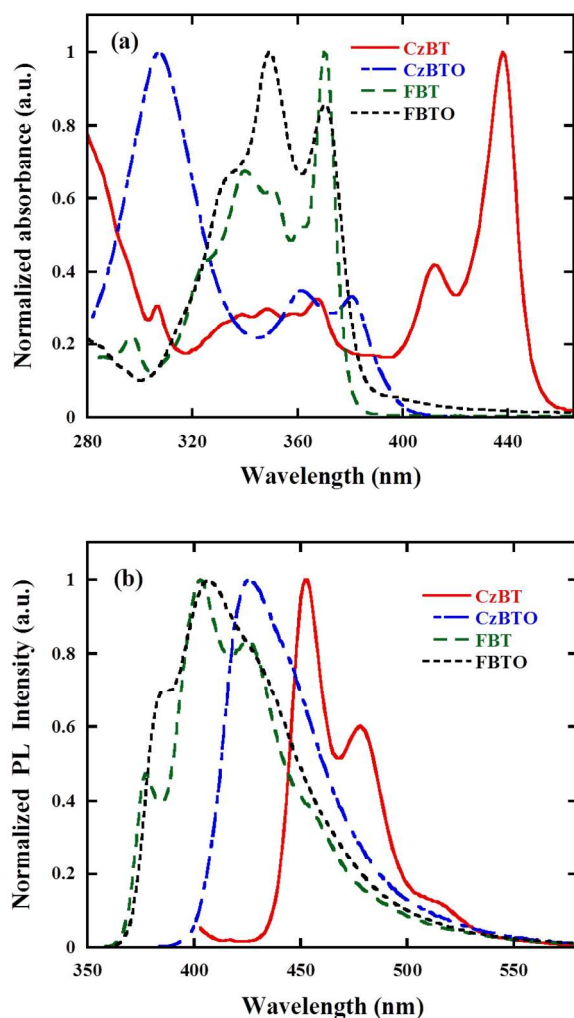 (a)
CzBT
CzBTO
FBT
FBTO
Normalized absorbance (a.u.)
1
0.8
0.6
0.4
0.2
0
280 320 360 400 440
Wavelength (nm)
(b)
CzBT
CzBTO
FBT
FBTO
Normalized PL Intensity (a.u.)
1
0.8
0.6
0.4
0.2
0
350 400 450 500 550
Wavelength (nm)